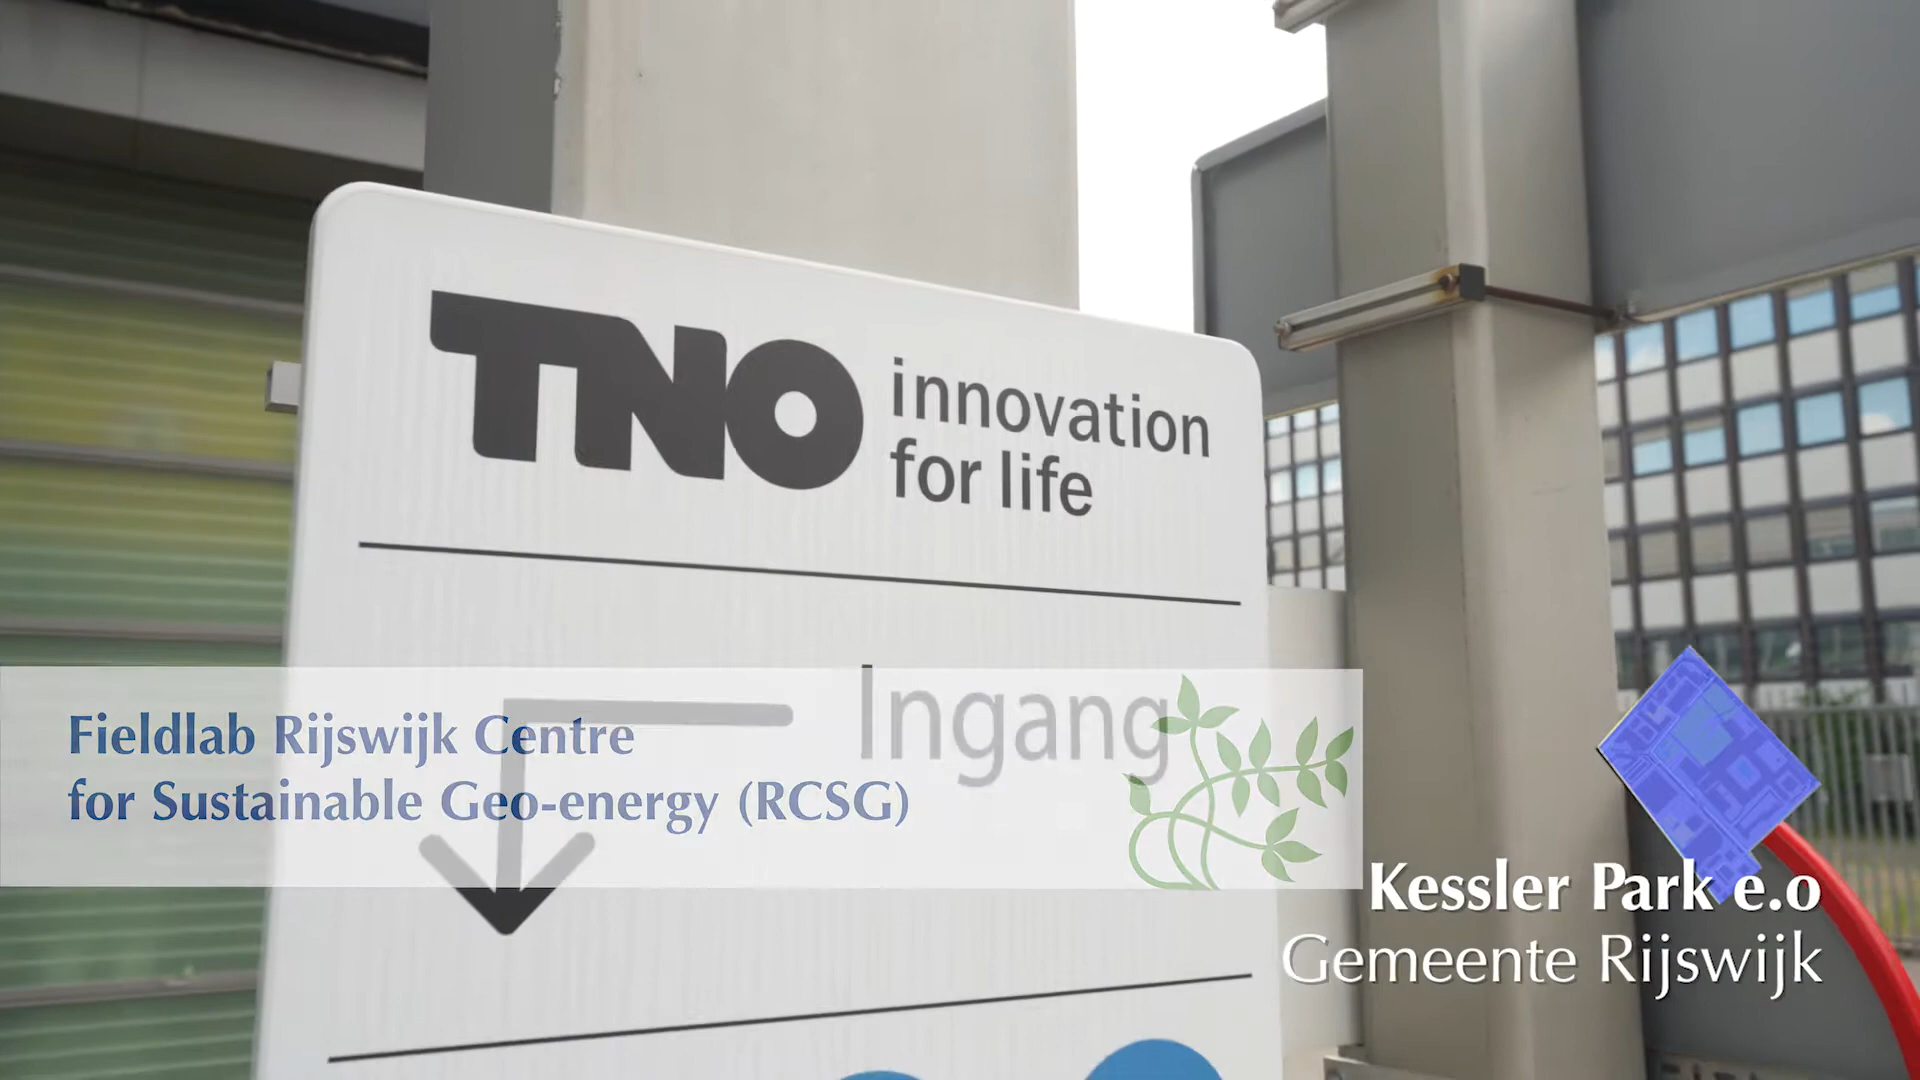 TNO innovation
for life
Ingang
Fieldlab Rijswijk Centre
for Sustainable Geo-energy (RCSG)
Kessler Park e.o
Gemeente Rijswijk